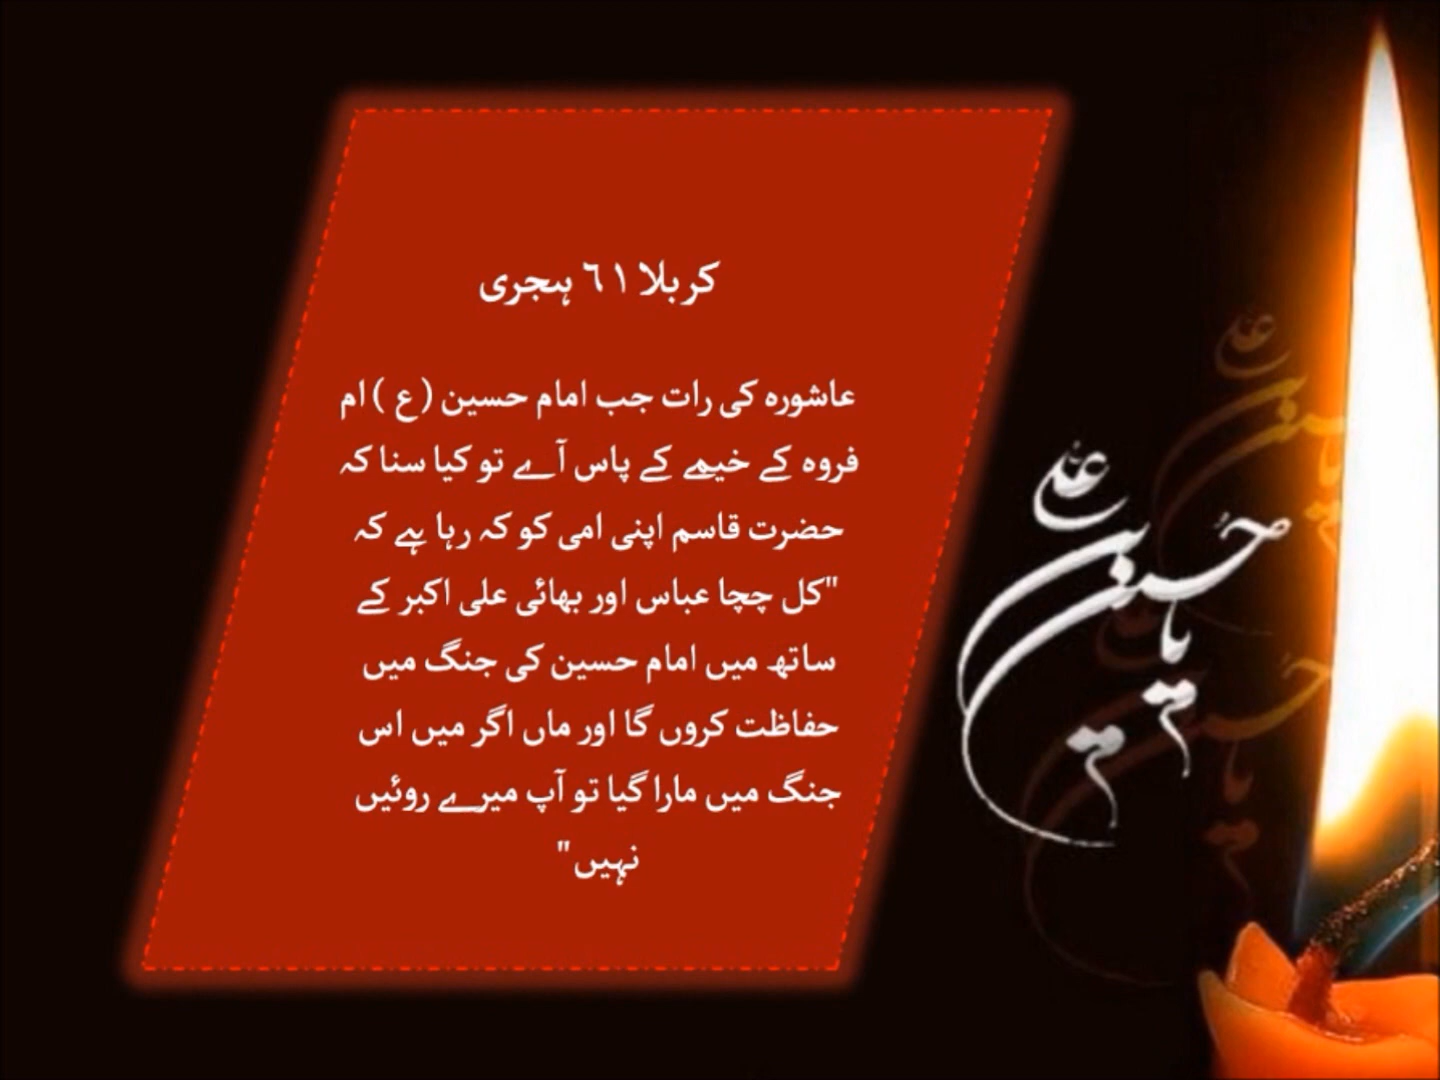 کربلا ٦١ ہجری
عاشورہ کی رات جب امام حسین (ع ) ام
فروہ کے خیمے کے پاس آے تو کیا سنا کہ
حضرت قاسم اپنی امی کو کہ رہا ہے کہ
"کل چچا عباس اور بھائی علی اکبر کے
ساتھ میں امام حسین کی جنگ میں
حفاظت کروں گا اور ماں اگر میں اس
جنگ میں مارا گیا تو آپ میرے روئیں
نہیں"
یا حسین